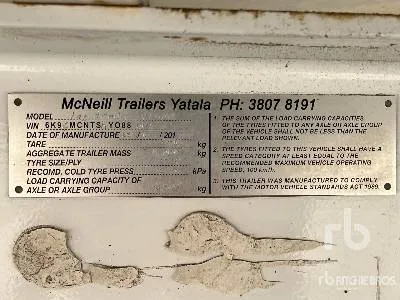 McNeill Trailers Yatala PH: 3807 8191
MODEL
VIN 6K9 MCNTS YO88
DATE OF MANUFACTURE / /201
TARE kg
AGGREGATE TRAILER MASS kg
TYRE SIZE/PLY
RECOMD. COLD TYRE PRESS kPa
LOAD CARRYING CAPACITY OF
AXLE OR AXLE GROUP kg
1. THE SUM OF THE LOAD CARRYING CAPACITIES
OF THE TYRES FITTED TO ANY AXLE OR AXLE GROUP
OF THE VEHICLE SHALL NOT BE LESS THAN THE
RELEVANT LOAD SHOWN.
2. THE TYRES FITTED TO THIS VEHICLE SHALL HAVE A
SPEED CATEGORY AT LEAST EQUAL TO THE
RECOMMENDED MAXIMUM VEHICLE OPERATING
SPEED, 100 km/h.
3. THIS TRAILER WAS MANUFACTURED TO COMPLY
WITH THE MOTOR VEHICLE STANDARDS ACT 1989.
rb
RITCHIE BROS